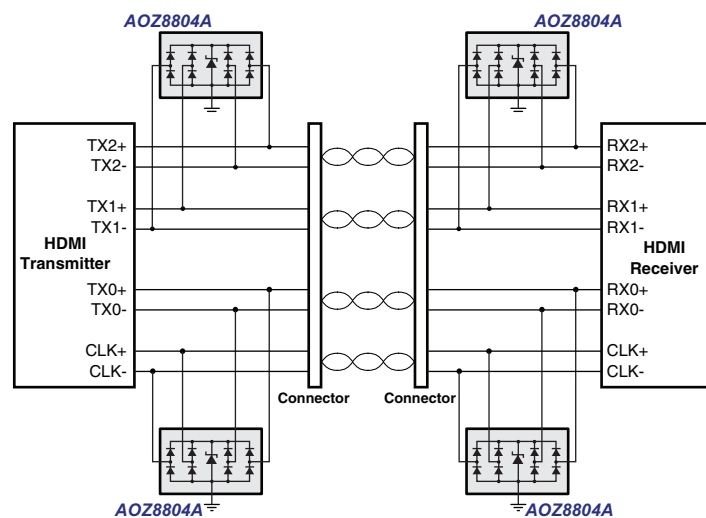 AOZ8804A
AOZ8804A
TX2+
TX2-
TX1+
TX1-
HDMI
Transmitter
TX0+
TX0-
CLK+
CLK-
RX2+
RX2-
RX1+
RX1-
HDMI
Receiver
RX0+
RX0-
CLK+
CLK-
Connector
Connector
AOZ8804A
AOZ8804A